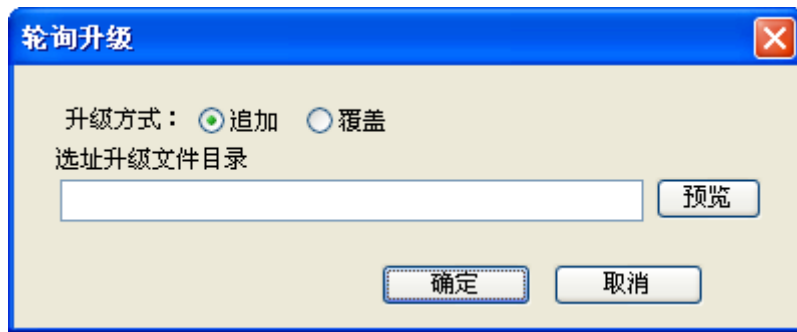 轮询升级
升级方式： 追加 覆盖
选址升级文件目录
预览
确定 取消